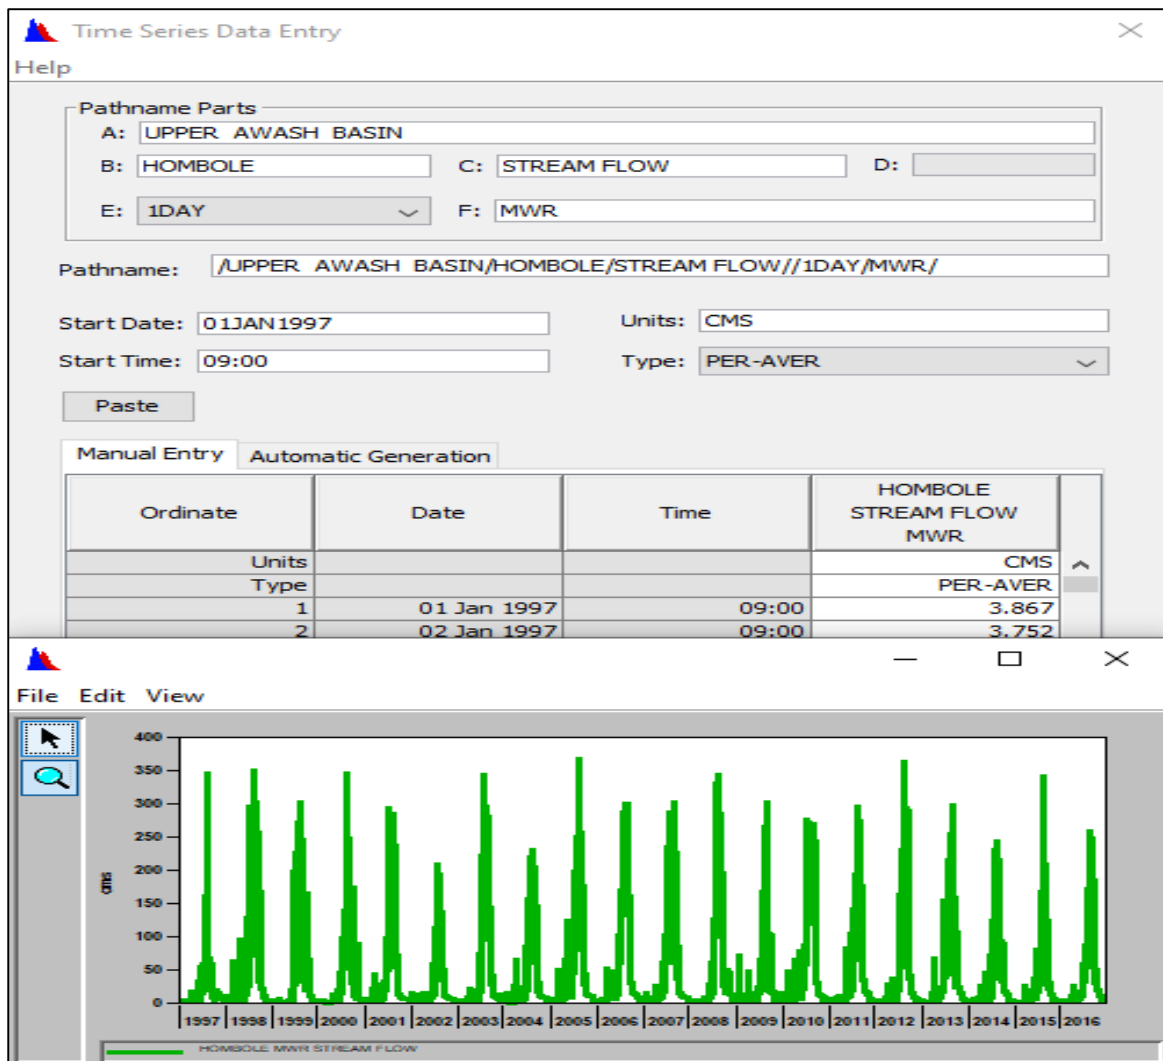 Time Series Data Entry
Help
Pathname Parts
A: UPPER AWASH BASIN
B: HOMBOLE C: STREAM FLOW D:
E: 1DAY F: MWR
Pathname: /UPPER AWASH BASIN/HOMBOLE/STREAM FLOW//1DAY/MWR/
Start Date: 01JAN1997 Units: CMS
Start Time: 09:00 Type: PER-AVER
Paste
Manual Entry Automatic Generation
Ordinate Date Time HOMBOLE STREAM FLOW MWR
Units CMS
Type PER-AVER
1 01 Jan 1997 09:00 3.867
2 02 Jan 1997 09:00 3.752
File Edit View
400
350
300
250
200
150
100
50
0
cms
1997 1998 1999 2000 2001 2002 2003 2004 2005 2006 2007 2008 2009 2010 2011 2012 2013 2014 2015 2016
HOMBOLE MWR STREAM FLOW